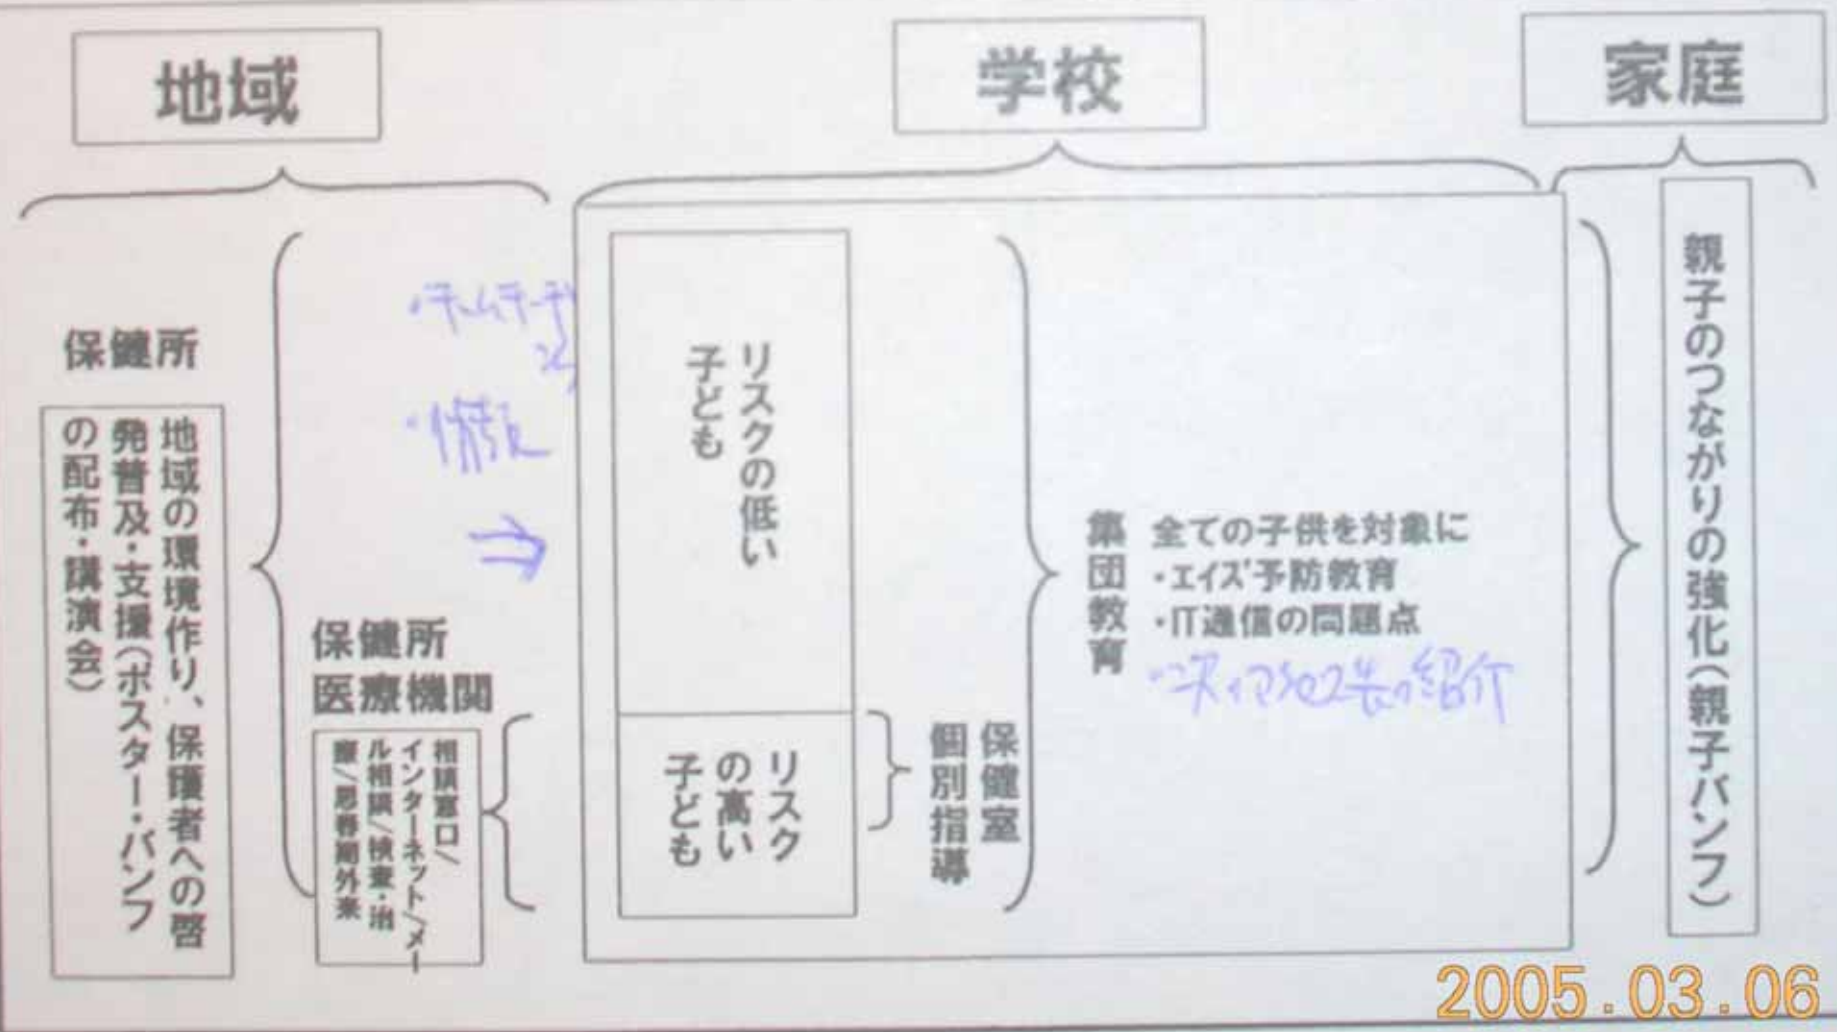 地域
学校
家庭
保健所
地域の環境作り、保護者への啓
発普及・支援(ポスター・パンフ
の配布・講演会)
保健所
医療機関
相談窓口/
インターネット/メー
ル相談/検査・治
療/思春期外来
・情報
⇒
リスクの低い
子ども
リスク
の高い
子ども
保健室
個別指導
集団教育
全ての子供を対象に
・エイズ予防教育
・IT通信の問題点
の紹介
親子のつながりの強化(親子パンフ)
2005.03.06